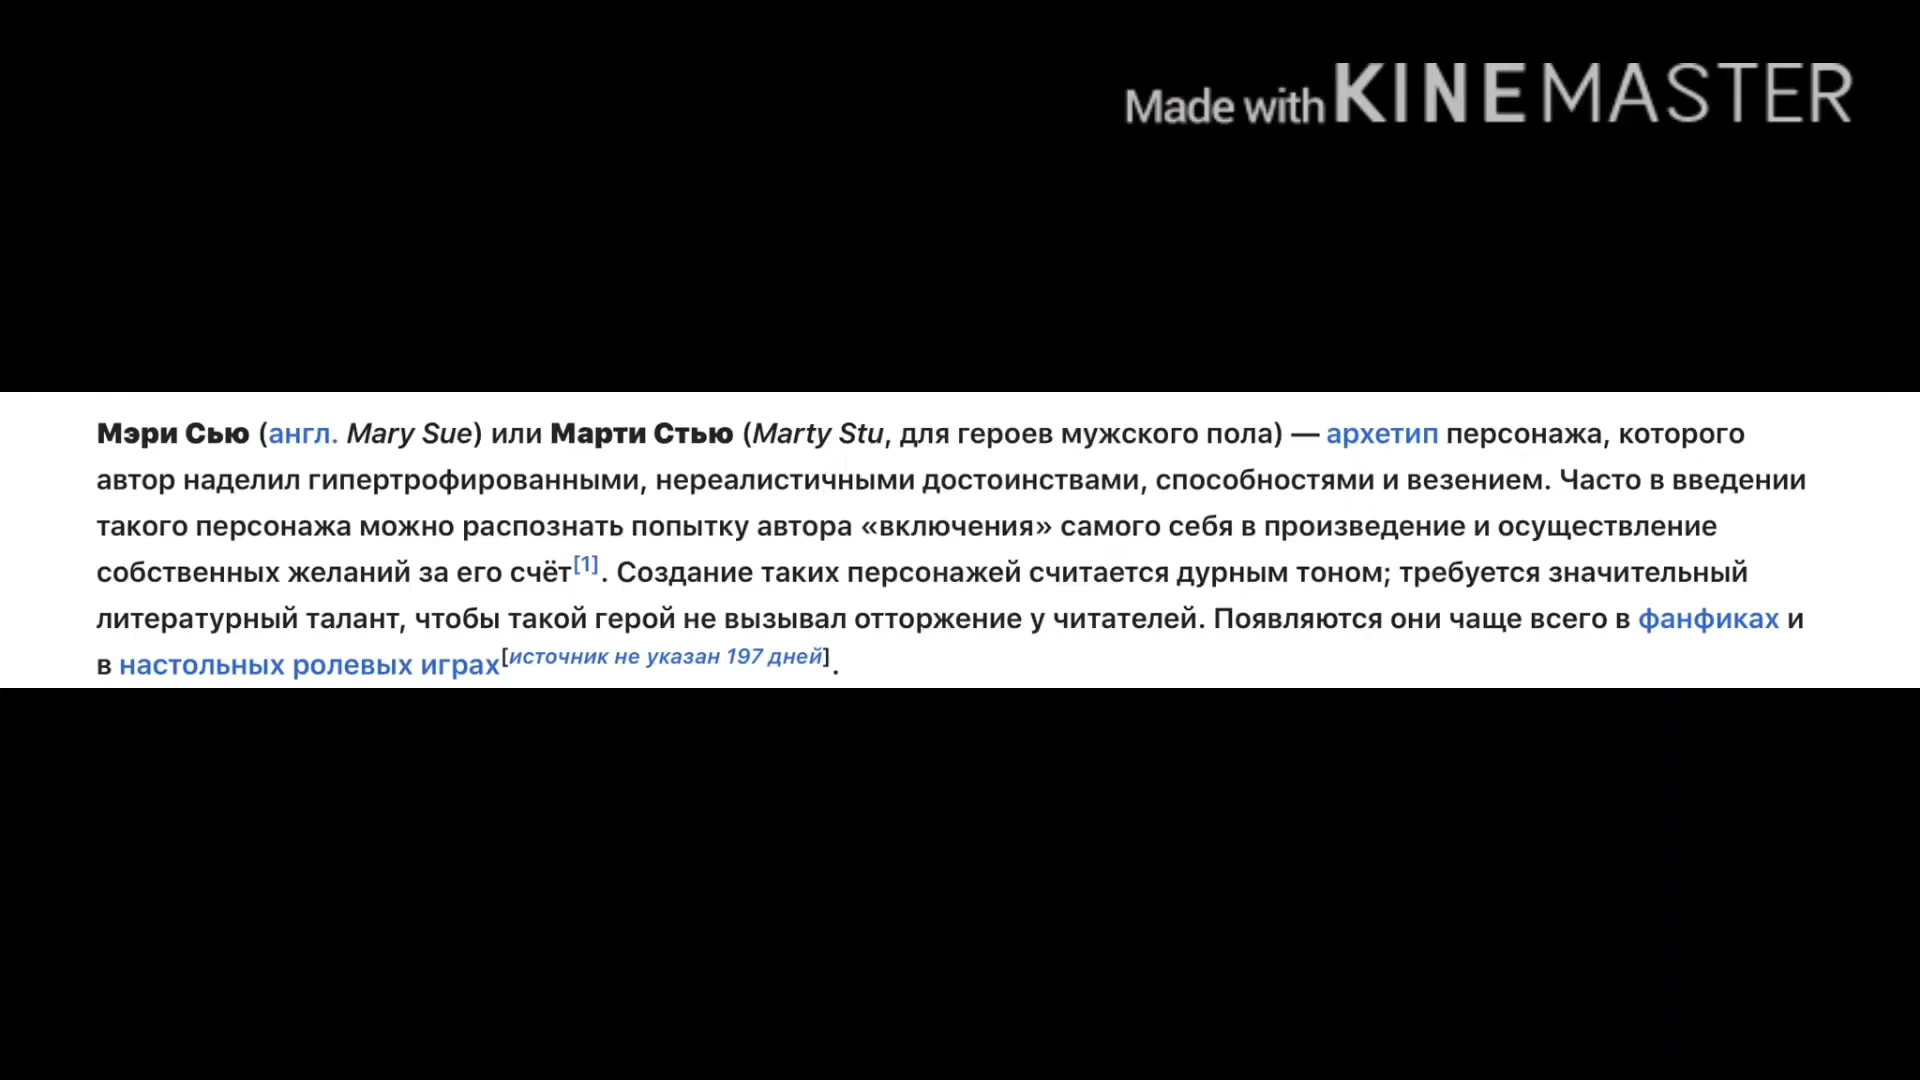 Made with KINEMASTER
Мэри Сью (англ. Mary Sue) или Марти Стью (Marty Stu, для героев мужского пола) — архетип персонажа, которого
автор наделил гипертрофированными, нереалистичными достоинствами, способностями и везением. Часто в введении
такого персонажа можно распознать попытку автора «включения» самого себя в произведение и осуществление
собственных желаний за его счёт[1]. Создание таких персонажей считается дурным тоном; требуется значительный
литературный талант, чтобы такой герой не вызывал отторжение у читателей. Появляются они чаще всего в фанфиках и
в настольных ролевых играх[источник не указан 197 дней].